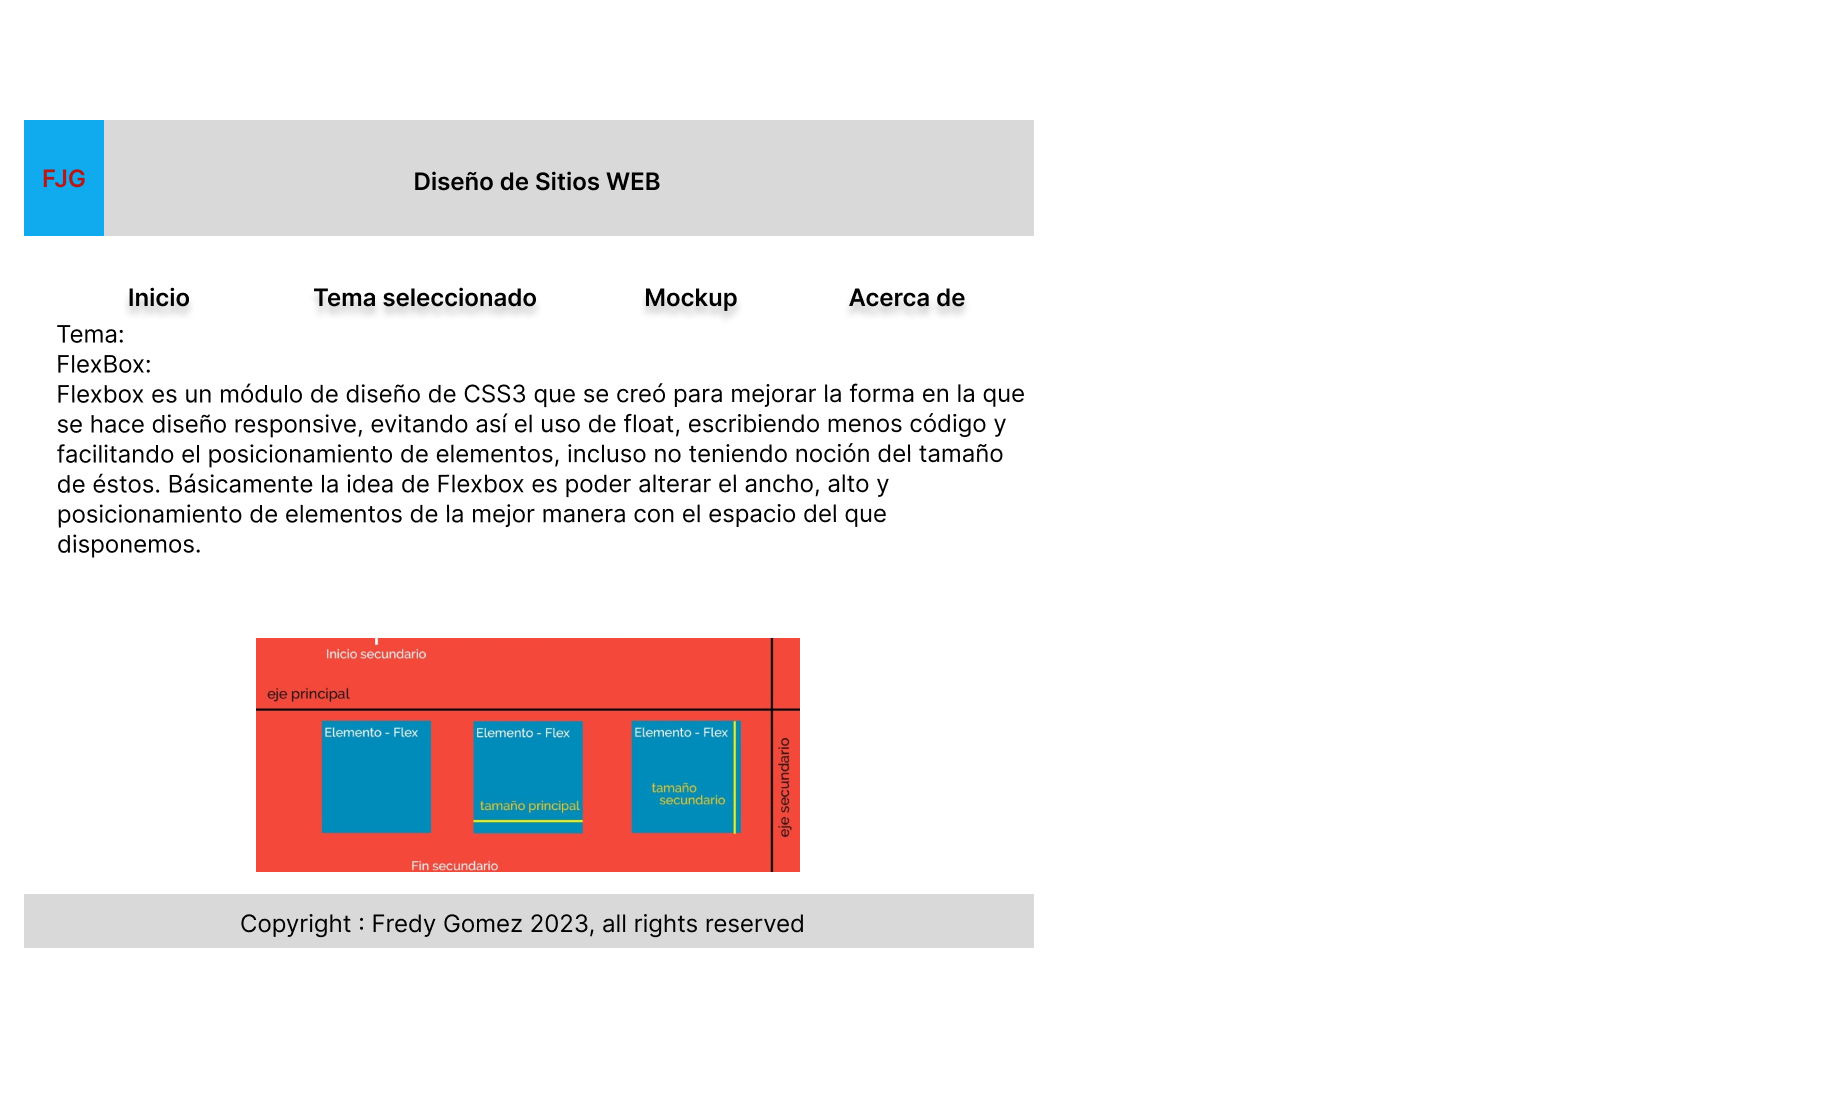 FJG
Diseño de Sitios WEB
Inicio Tema seleccionado Mockup Acerca de
Tema:
FlexBox:
Flexbox es un módulo de diseño de CSS3 que se creó para mejorar la forma en la que
se hace diseño responsive, evitando así el uso de float, escribiendo menos código y
facilitando el posicionamiento de elementos, incluso no teniendo noción del tamaño
de éstos. Básicamente la idea de Flexbox es poder alterar el ancho, alto y
posicionamiento de elementos de la mejor manera con el espacio del que
disponemos.
Inicio secundario
eje principal
Elemento - Flex
Elemento - Flex
tamaño principal
Elemento - Flex
tamaño
secundario
eje secundario
Fin secundario
Copyright : Fredy Gomez 2023, all rights reserved